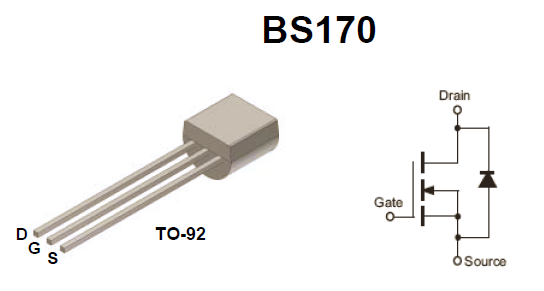 BS170
Drain
Gate
D
G
S
TO-92
Source